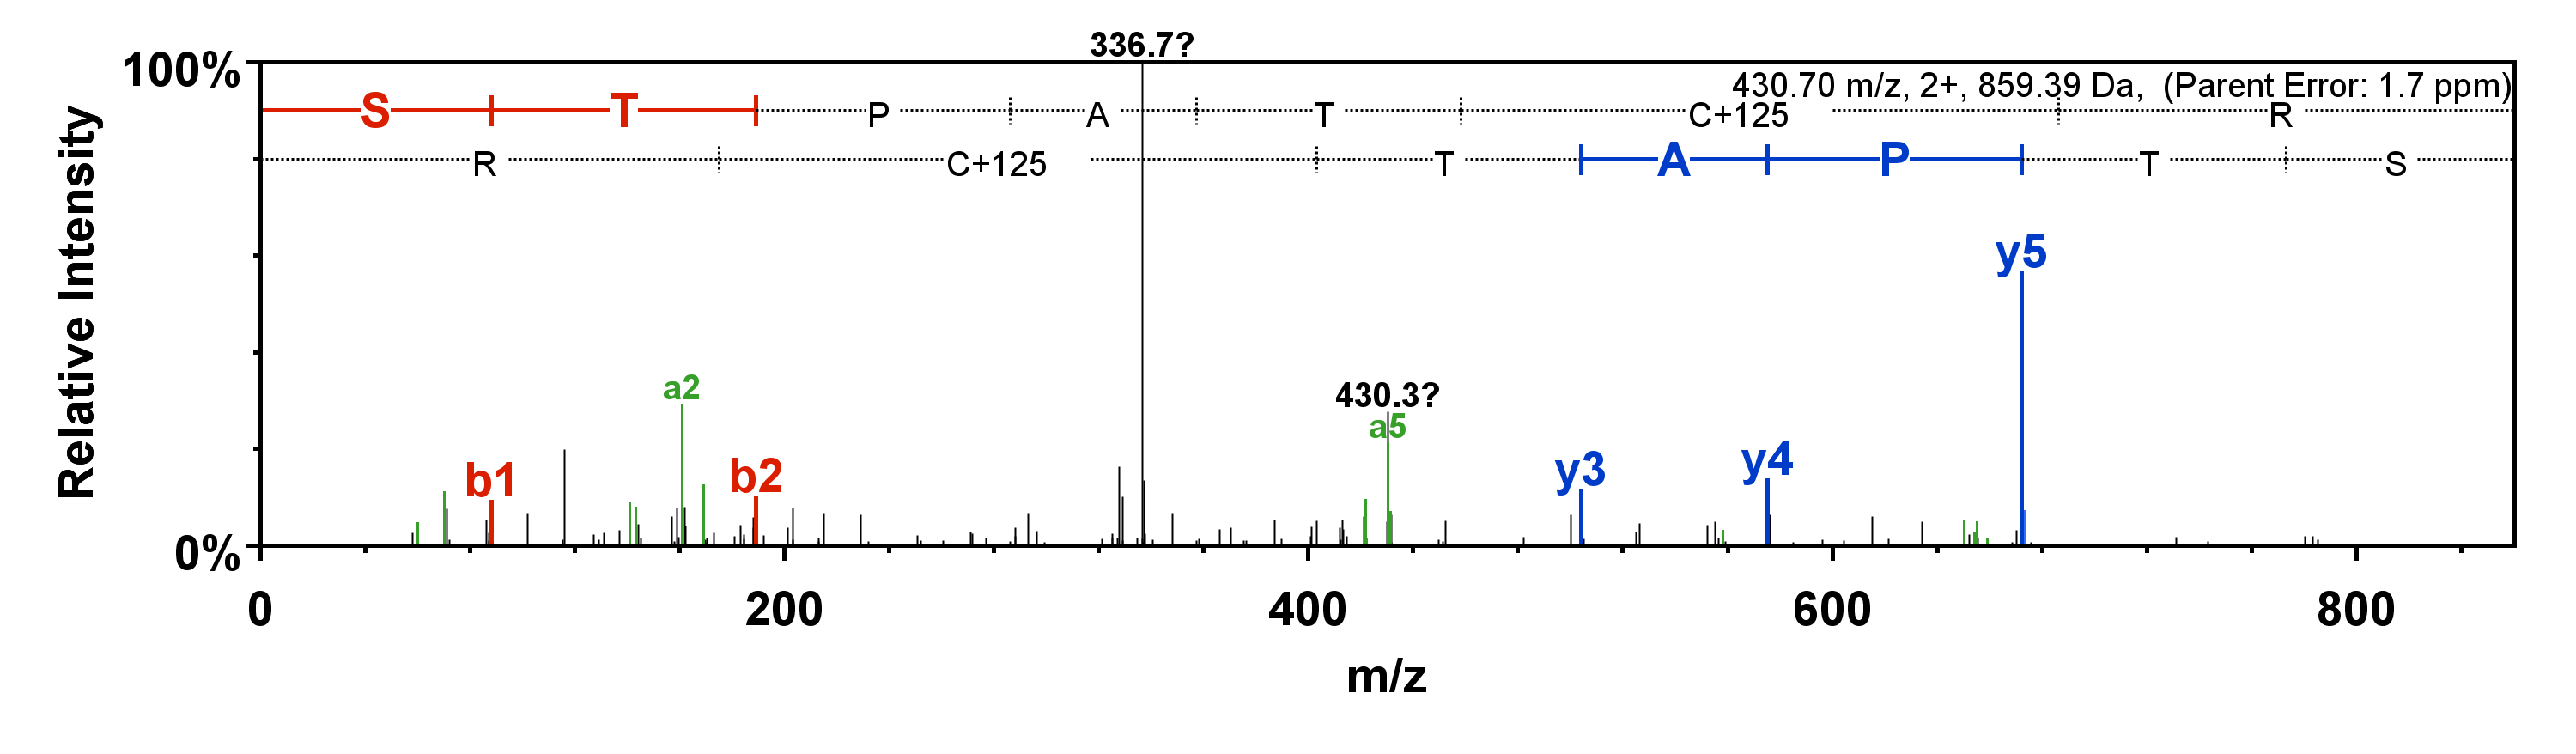 336.7?
100%
430.70 m/z, 2+, 859.39 Da, (Parent Error: 1.7 ppm)
S T P A T C+125 R
R C+125 T A P T S
Relative Intensity
y5
a2
430.3?
a5
b1 b2 y3 y4
0%
0 200 400 600 800
m/z